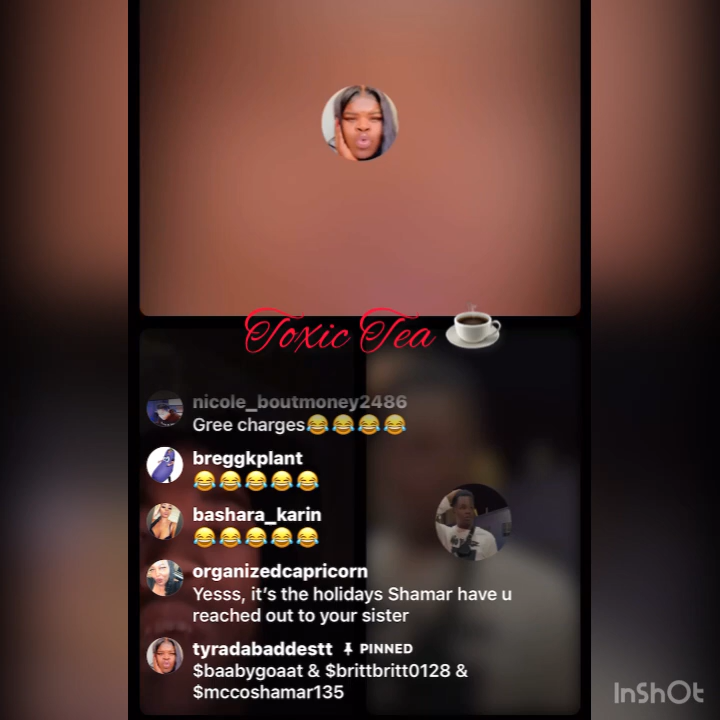 Toxic Tea ☕
nicole_boutmoney2486
Gree charges😂😂😂😂
breggkplant
😂😂😂😂😂
bashara_karin
😂😂😂😂😂
organizedcapricorn
Yesss, it’s the holidays Shamar have u
reached out to your sister
tyradabaddestt PINNED
$baabygoaat & $brittbritt0128 &
$mccoshamar135
InShOt